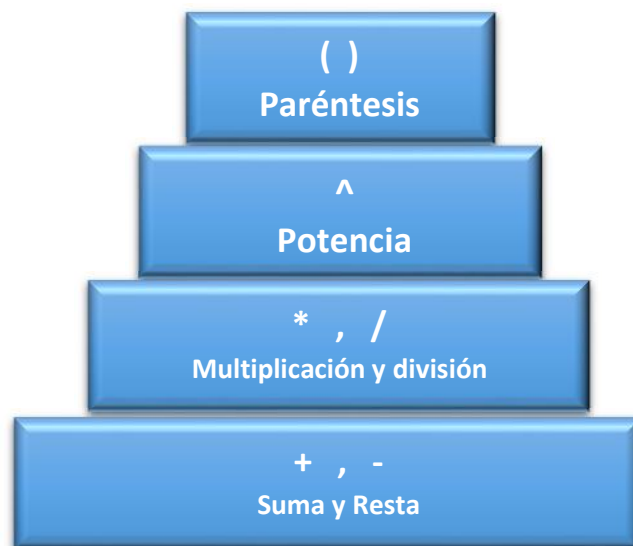 ( )
Paréntesis
^
Potencia
* , /
Multiplicación y división
+ , -
Suma y Resta